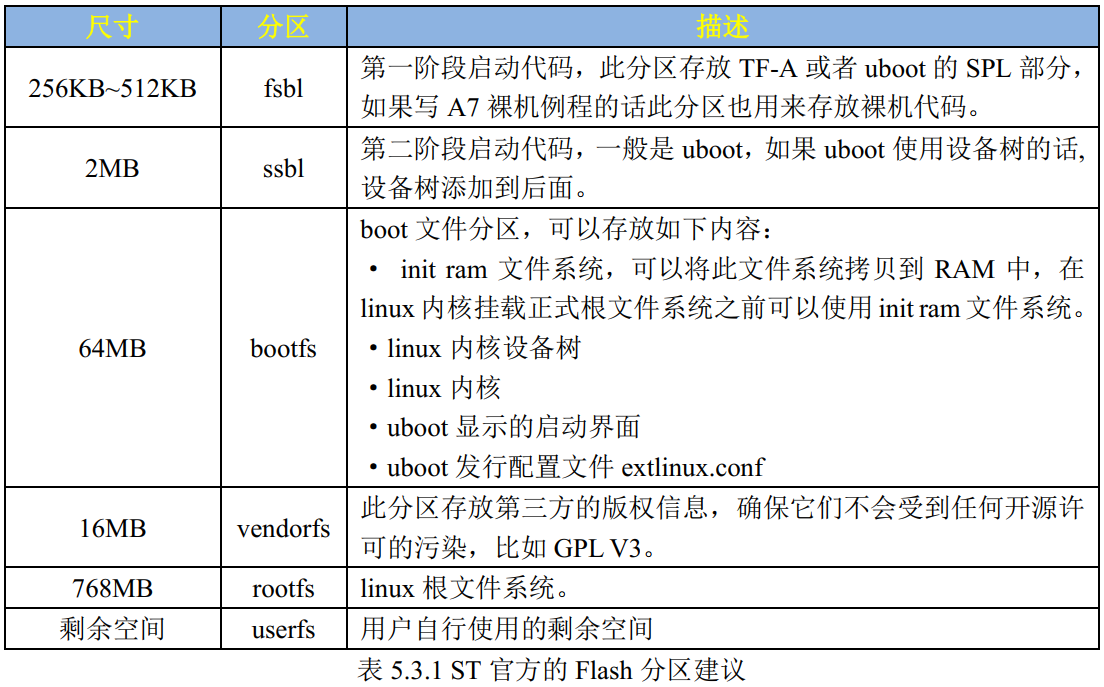 尺寸 分区 描述
256KB~512KB fsbl 第一阶段启动代码，此分区存放 TF-A 或者 uboot 的 SPL 部分，
如果写 A7 裸机例程的话此分区也用来存放裸机代码。
2MB ssbl 第二阶段启动代码，一般是 uboot，如果 uboot 使用设备树的话,
设备树添加到后面。
64MB bootfs boot 文件分区，可以存放如下内容：
· init ram 文件系统，可以将此文件系统拷贝到 RAM 中，在
linux 内核挂载正式根文件系统之前可以使用 init ram 文件系统。
·linux 内核设备树
·linux 内核
·uboot 显示的启动界面
·uboot 发行配置文件 extlinux.conf
16MB vendorfs 此分区存放第三方的版权信息，确保它们不会受到任何开源许
可的污染，比如 GPL V3。
768MB rootfs linux 根文件系统。
剩余空间 userfs 用户自行使用的剩余空间
表 5.3.1 ST 官方的 Flash 分区建议